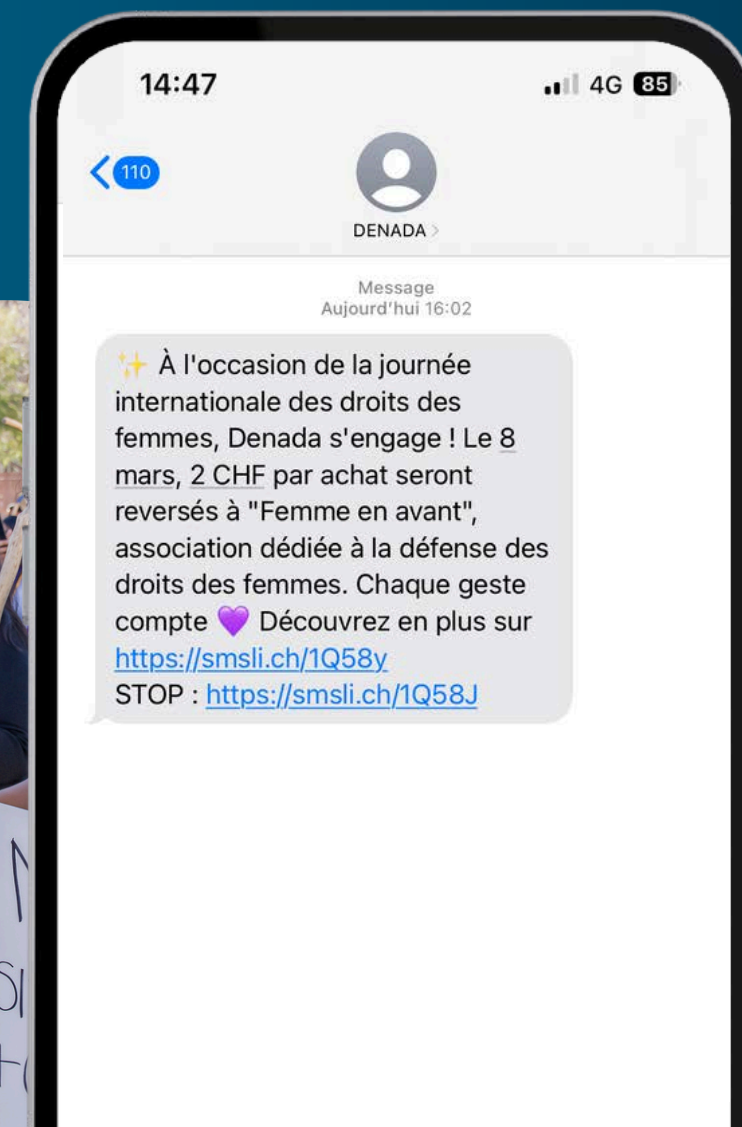 14:47
4G 85
110
DENADA
Message
Aujourd'hui 16:02
✨ À l'occasion de la journée
internationale des droits des
femmes, Denada s'engage ! Le 8
mars, 2 CHF par achat seront
reversés à "Femme en avant",
association dédiée à la défense des
droits des femmes. Chaque geste
compte 💜 Découvrez en plus sur
https://smsli.ch/1Q58y
STOP : https://smsli.ch/1Q58J